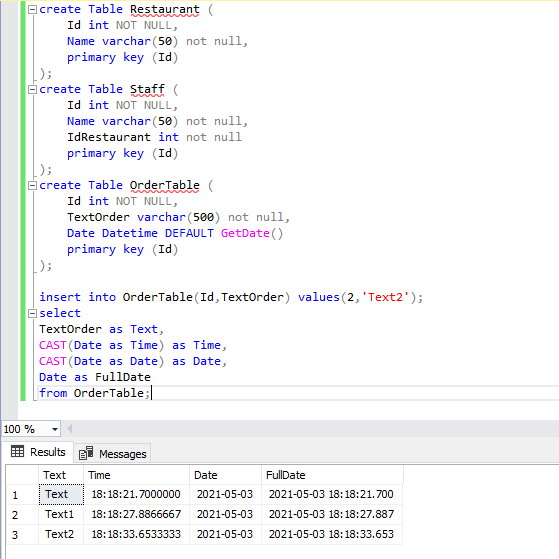 create Table Restaurant (
Id int NOT NULL,
Name varchar(50) not null,
primary key (Id)
);
create Table Staff (
Id int NOT NULL,
Name varchar(50) not null,
IdRestaurant int not null
primary key (Id)
);
create Table OrderTable (
Id int NOT NULL,
TextOrder varchar(500) not null,
Date Datetime DEFAULT GetDate()
primary key (Id)
);
insert into OrderTable(Id,TextOrder) values(2,'Text2');
select
TextOrder as Text,
CAST(Date as Time) as Time,
CAST(Date as Date) as Date,
Date as FullDate
from OrderTable;
100 %
Results Messages
Text Time Date FullDate
1 Text 18:18:21.7000000 2021-05-03 2021-05-03 18:18:21.700
2 Text1 18:18:27.8866667 2021-05-03 2021-05-03 18:18:27.887
3 Text2 18:18:33.6533333 2021-05-03 2021-05-03 18:18:33.653